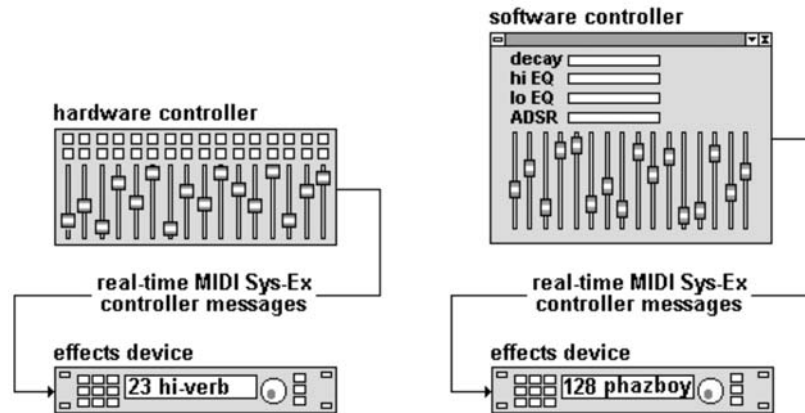 hardware controller
real-time MIDI Sys-Ex
controller messages
effects device
23 hi-verb
software controller
decay
hi EQ
lo EQ
ADSR
real-time MIDI Sys-Ex
controller messages
effects device
128 phazboy